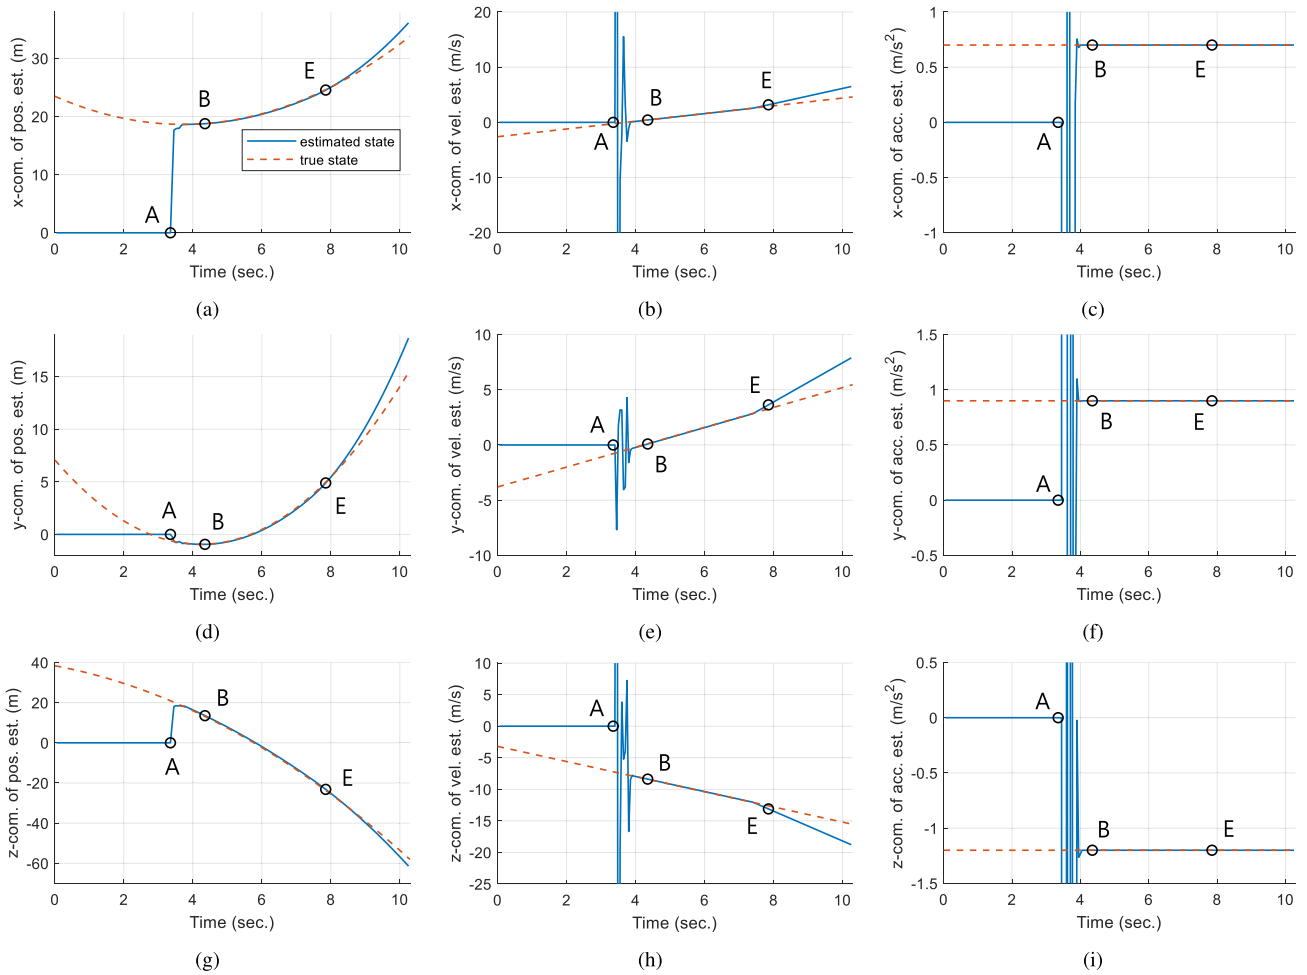 x-com. of pos. est. (m)
30
20
10
0
A
B
E
estimated state
true state
0 2 4 6 8 10
Time (sec.)
(a)
x-com. of vel. est. (m/s)
20
10
0
-10
-20
A
B
E
0 2 4 6 8 10
Time (sec.)
(b)
x-com. of acc. est. (m/s2)
1
0.5
0
-0.5
-1
A
B
E
0 2 4 6 8 10
Time (sec.)
(c)
y-com. of pos. est. (m)
15
10
5
0
A
B
E
0 2 4 6 8 10
Time (sec.)
(d)
y-com. of vel. est. (m/s)
10
5
0
-5
-10
A
B
E
0 2 4 6 8 10
Time (sec.)
(e)
y-com. of acc. est. (m/s2)
1.5
1
0.5
0
-0.5
A
B
E
0 2 4 6 8 10
Time (sec.)
(f)
z-com. of pos. est. (m)
40
20
0
-20
-40
-60
A
B
E
0 2 4 6 8 10
Time (sec.)
(g)
z-com. of vel. est. (m/s)
10
5
0
-5
-10
-15
-20
-25
A
B
E
0 2 4 6 8 10
Time (sec.)
(h)
z-com. of acc. est. (m/s2)
0.5
0
-0.5
-1
-1.5
A
B
E
0 2 4 6 8 10
Time (sec.)
(i)